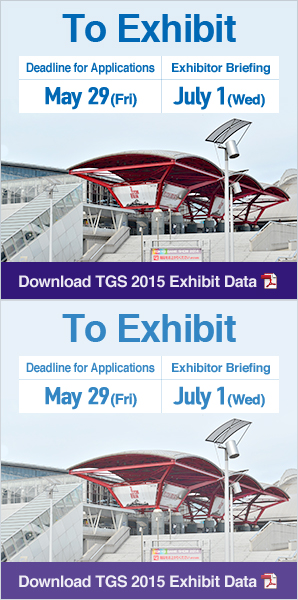 To Exhibit
Deadline for Applications Exhibitor Briefing
May 29(Fri) July 1(Wed)
Download TGS 2015 Exhibit Data
To Exhibit
Deadline for Applications Exhibitor Briefing
May 29(Fri) July 1(Wed)
Download TGS 2015 Exhibit Data